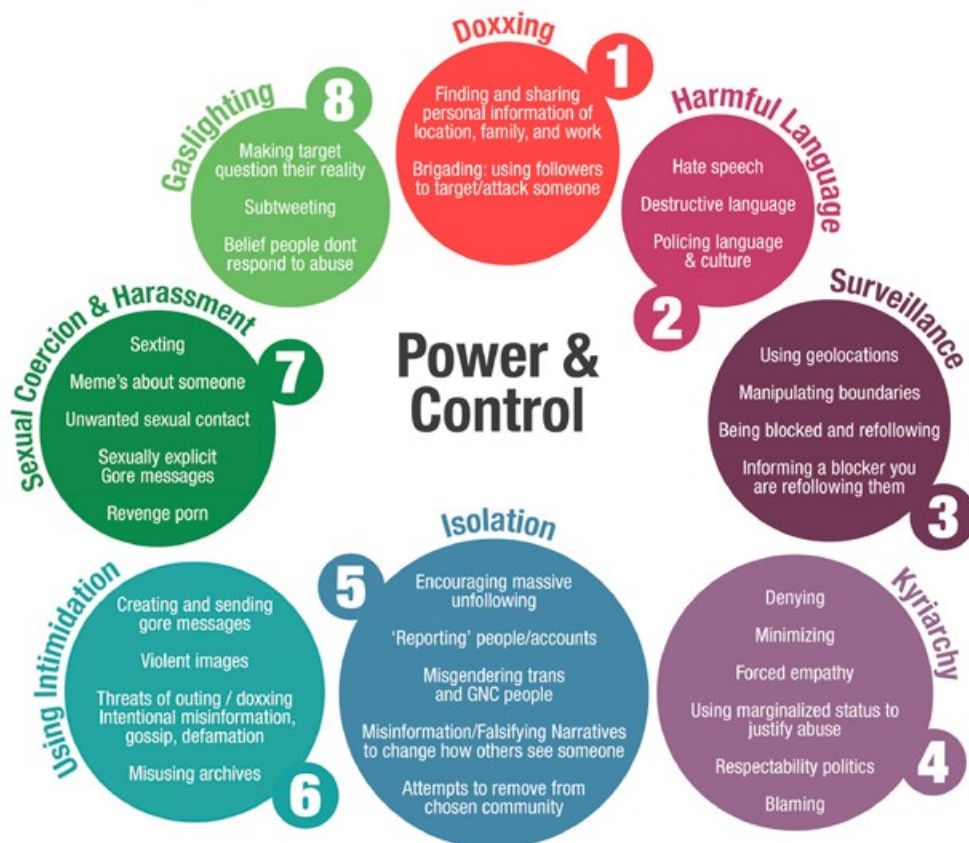 Power &
Control
Doxxing
1
Finding and sharing
personal information of
location, family, and work
Brigading: using followers
to target/attack someone
Harmful Language
2
Hate speech
Destructive language
Policing language
& culture
Surveillance
3
Using geolocations
Manipulating boundaries
Being blocked and refollowing
Informing a blocker you
are refollowing them
Kyriarchy
4
Denying
Minimizing
Forced empathy
Using marginalized status to
justify abuse
Respectability politics
Blaming
Isolation
5
Encouraging massive
unfollowing
‘Reporting’ people/accounts
Misgendering trans
and GNC people
Misinformation/Falsifying Narratives
to change how others see someone
Attempts to remove from
chosen community
Using Intimidation
6
Creating and sending
gore messages
Violent images
Threats of outing / doxxing
Intentional misinformation,
gossip, defamation
Misusing archives
Sexual Coercion & Harassment
7
Sexting
Meme's about someone
Unwanted sexual contact
Sexually explicit
Gore messages
Revenge porn
Gaslighting
8
Making target
question their reality
Subtweeting
Belief people dont
respond to abuse